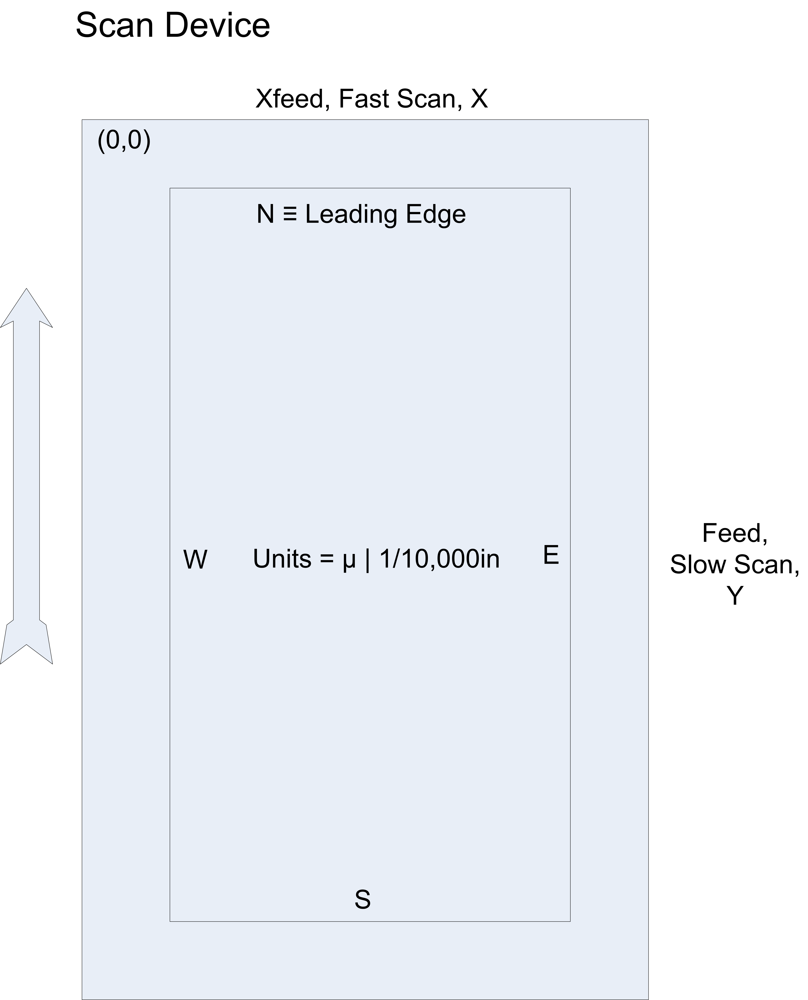 Scan Device
Xfeed, Fast Scan, X
(0,0)
N ≡ Leading Edge
W
Units = µ | 1/10,000in
E
Feed,
Slow Scan,
Y
S